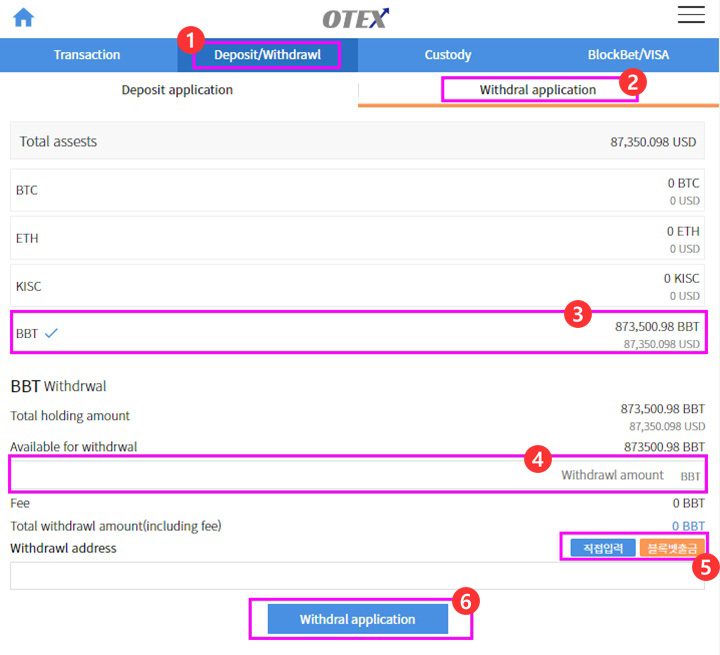 OTEX
Transaction
1
Deposit/Withdrawl
Custody
BlockBet/VISA
Deposit application
Withdral application
2
Total assests
87,350.098 USD
BTC
0 BTC
0 USD
ETH
0 ETH
0 USD
KISC
0 KISC
0 USD
3
BBT
873,500.98 BBT
87,350.098 USD
BBT Withdrwal
Total holding amount
873,500.98 BBT
87,350.098 USD
Available for withdrwal
873500.98 BBT
4
Withdrawl amount BBT
Fee
0 BBT
Total withdrawl amount(including fee)
0 BBT
Withdrawl address
직접입력
블록벳출금
5
6
Withdral application